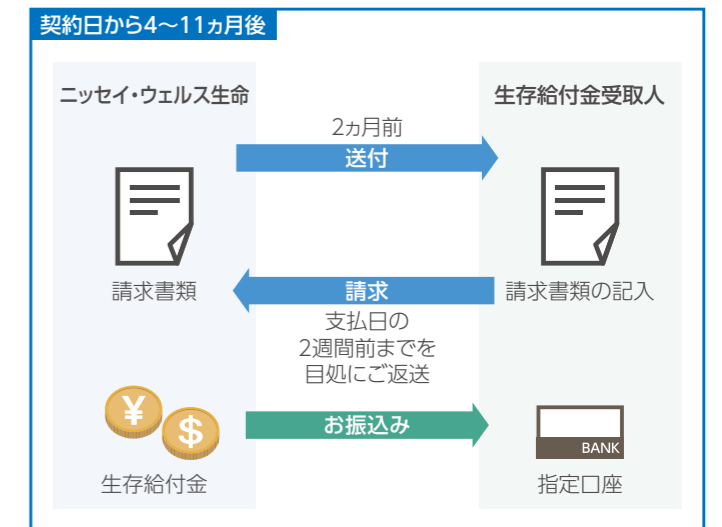 契約日から4～11ヵ月後
ニッセイ・ウェルス生命
生存給付金受取人
2ヵ月前
送付
請求書類
請求
請求書類の記入
支払日の
2週間前までを
目処にご返送
¥
$
お振込み
BANK
生存給付金
指定口座